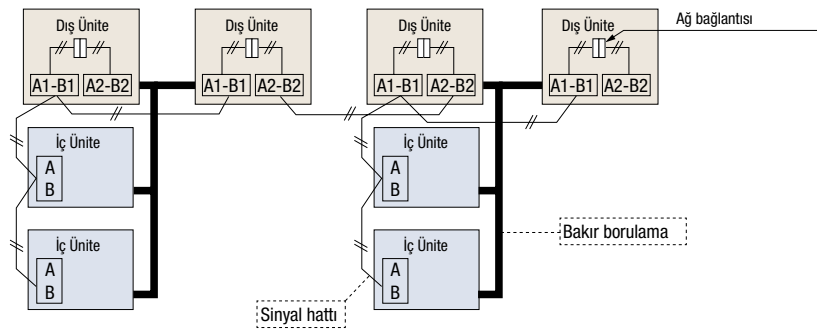 Dış Ünite
Dış Ünite
Dış Ünite
Dış Ünite
Ağ bağlantısı
A1-B1
A2-B2
A1-B1
A2-B2
A1-B1
A2-B2
A1-B1
A2-B2
İç Ünite
A
B
İç Ünite
A
B
İç Ünite
A
B
Bakır borulama
İç Ünite
A
B
Sinyal hattı